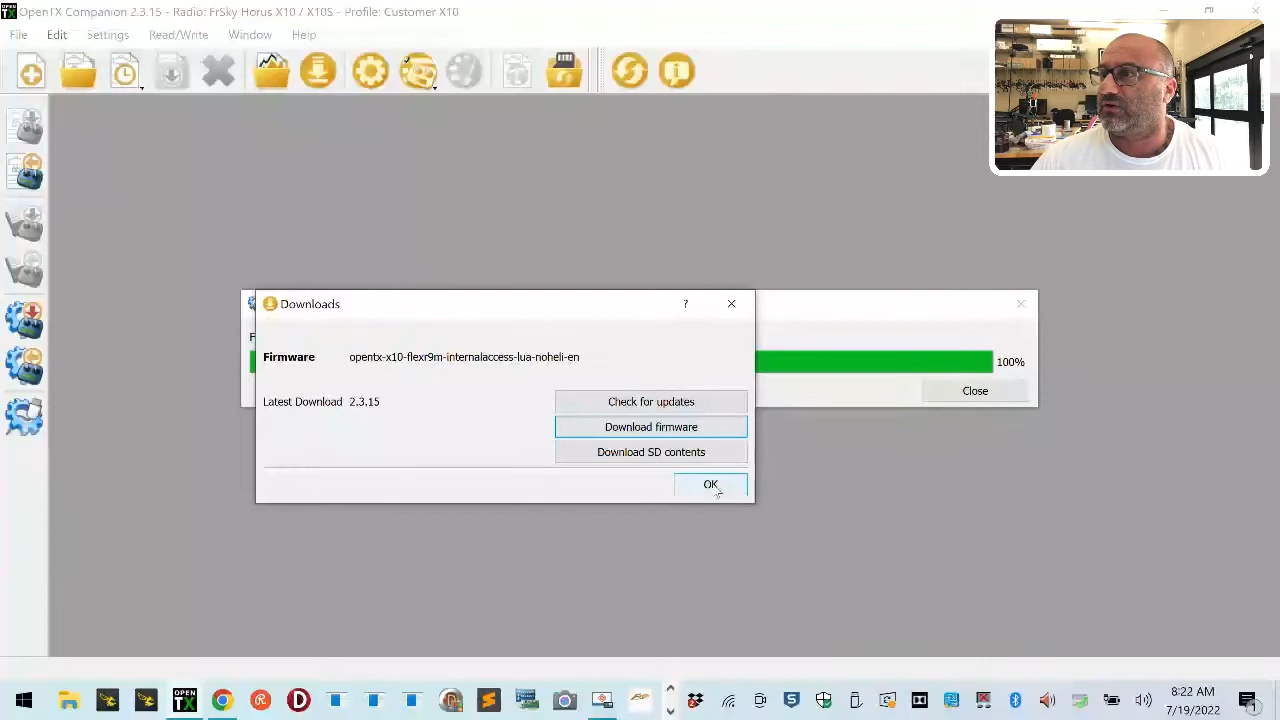 OpenTX Companion 2.3.15 - Radio: FrSky Horus X10 / X10S - Profile: Customer X10
File Edit Settings Read/Write Window
Downloads ?
Firmware opentx-x10-flexr9m-internalaccess-lua-noheli-en
100%
Close
Latest Download 2.3.15
Check for updates
Download firmware
Download SD contents
OK
OPEN
TX
8:22 AM
7/19/2022